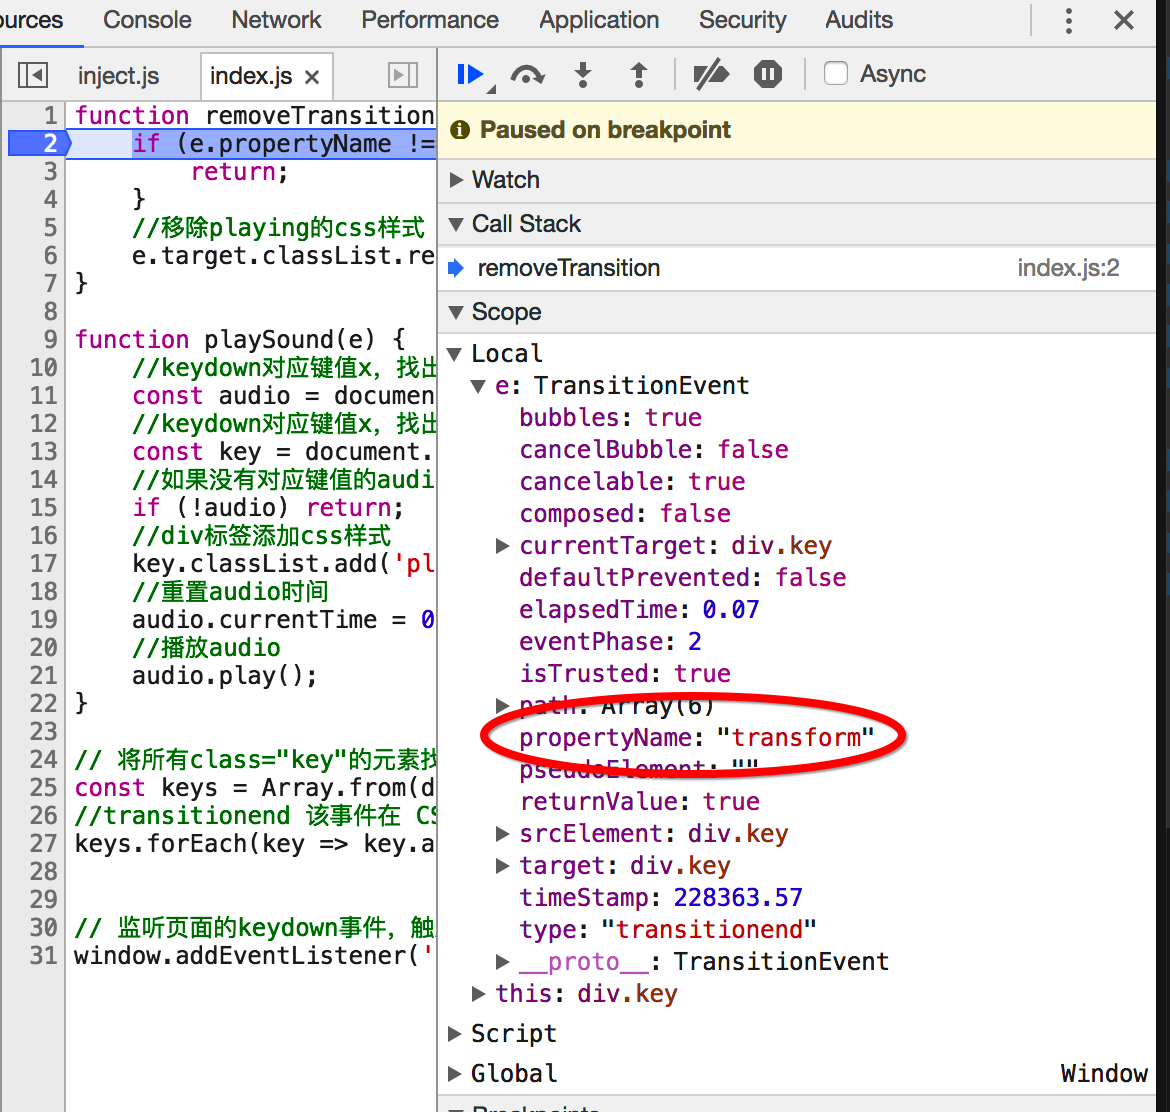 ources Console Network Performance Application Security Audits
inject.js index.js ×
Async
1 function removeTransition
2 if (e.propertyName !=
3 return;
4 }
5 //移除playing的css样式
6 e.target.classList.re
7 }
8
9 function playSound(e) {
10 //keydown对应键值x，找出
11 const audio = documen
12 //keydown对应键值x，找出
13 const key = document.
14 //如果没有对应键值的audi
15 if (!audio) return;
16 //div标签添加css样式
17 key.classList.add('pl
18 //重置audio时间
19 audio.currentTime = 0
20 //播放audio
21 audio.play();
22 }
23
24 // 将所有class="key"的元素找
25 const keys = Array.from(d
26 //transitionend 该事件在 CS
27 keys.forEach(key => key.a
28
29
30 // 监听页面的keydown事件，触
31 window.addEventListener('
Paused on breakpoint
Watch
Call Stack
removeTransition index.js:2
Scope
Local
e: TransitionEvent
bubbles: true
cancelBubble: false
cancelable: true
composed: false
currentTarget: div.key
defaultPrevented: false
elapsedTime: 0.07
eventPhase: 2
isTrusted: true
path: Array(6)
propertyName: "transform"
pseudoElement: ""
returnValue: true
srcElement: div.key
target: div.key
timeStamp: 228363.57
type: "transitionend"
__proto__: TransitionEvent
this: div.key
Script
Global Window
Breakpoints